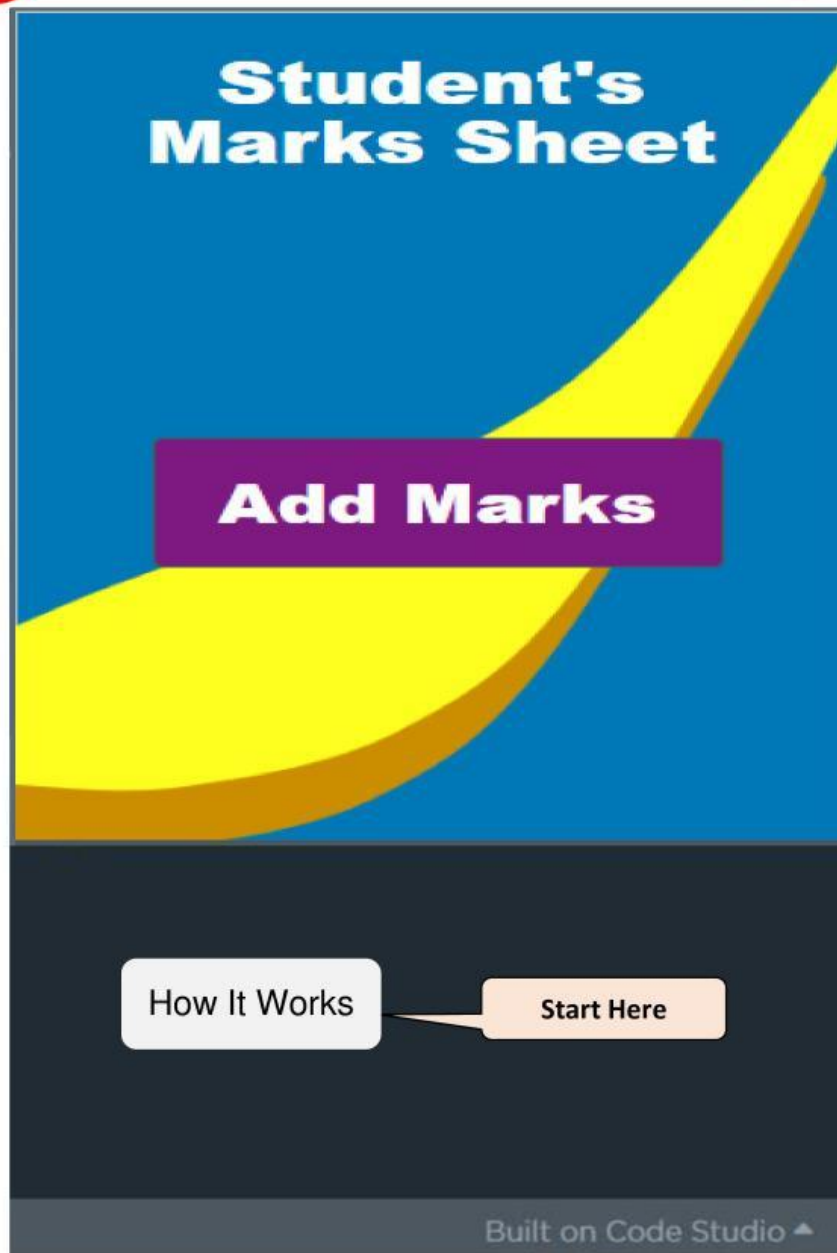 Student's
Marks Sheet
Add Marks
How It Works
Start Here
Built on Code Studio